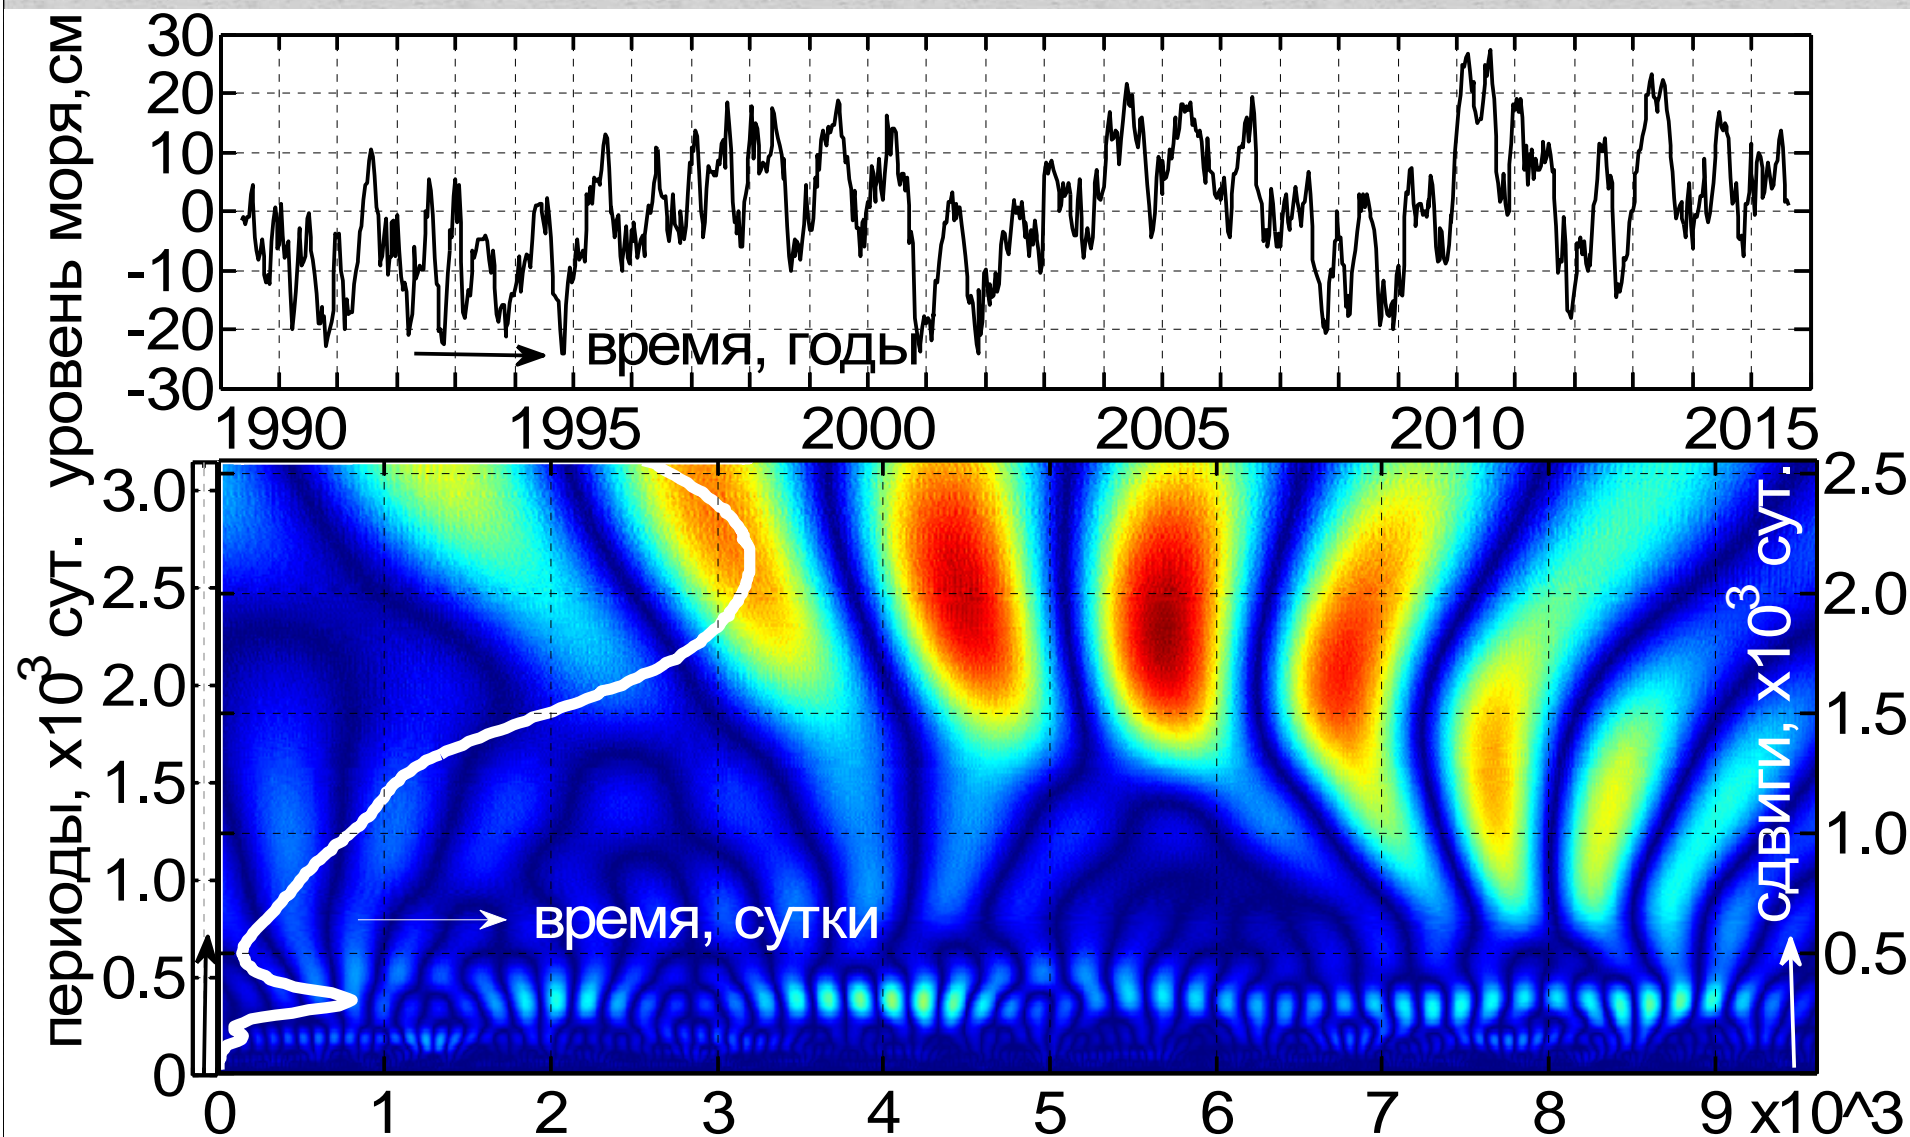 уровень моря,см
30
20
10
0
-10
-20
-30
время, годы
1990 1995 2000 2005 2010 2015
периоды, x10^3 сут.
3.0
2.5
2.0
1.5
1.0
0.5
0
время, сутки
сдвиги, x10^3 сут.
2.5
2.0
1.5
1.0
0.5
0 1 2 3 4 5 6 7 8 9 x10^3